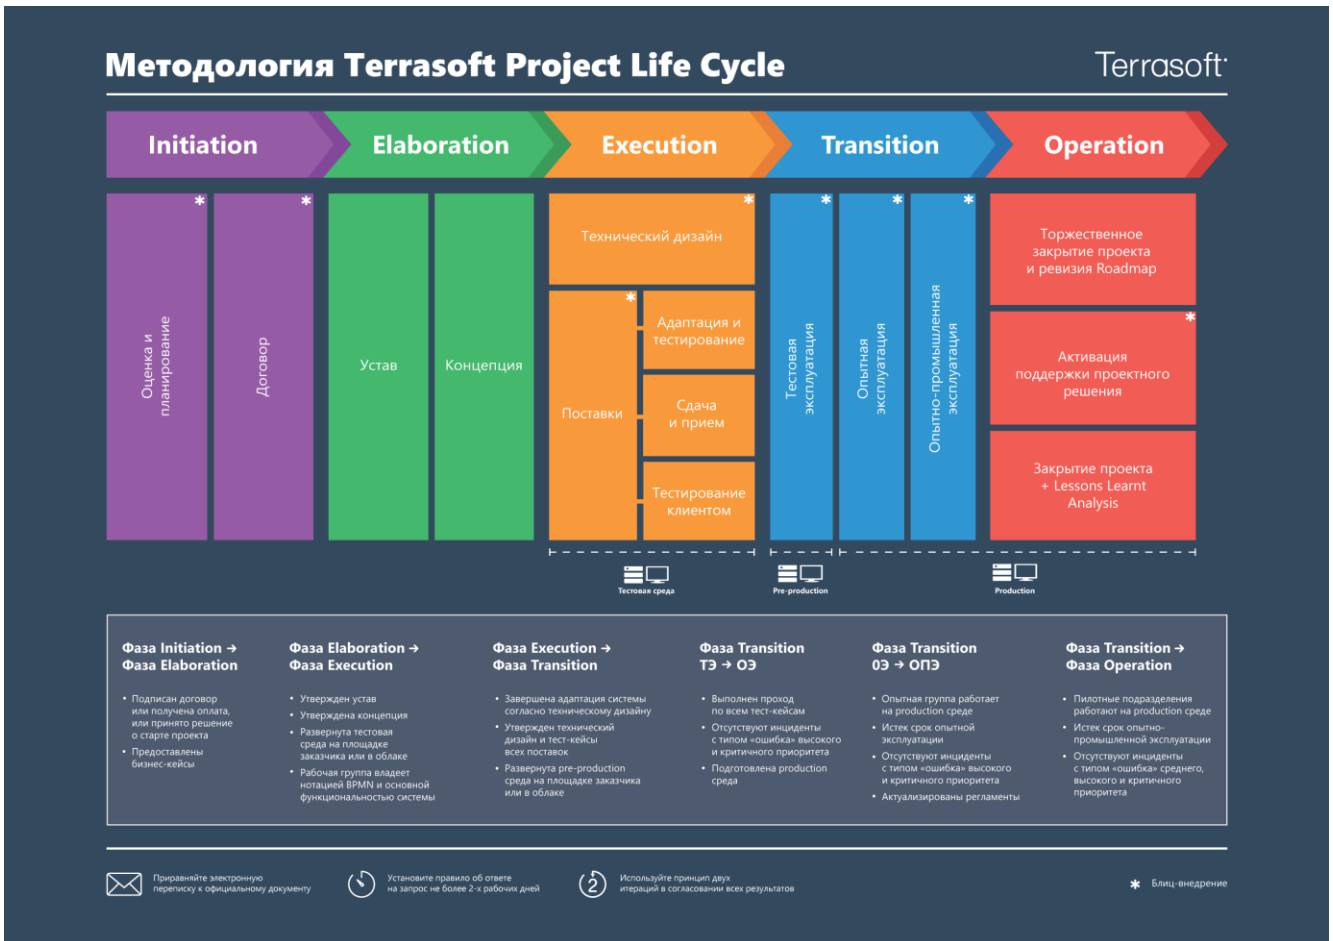 Методология Terrasoft Project Life Cycle
Terrasoft
Initiation
Elaboration
Execution
Transition
Operation
*
Оценка и
планирование
*
Договор
Устав
Концепция
*
Технический дизайн
*
Поставки
Адаптация и
тестирование
Сдача
и прием
Тестирование
клиентом
*
Тестовая
эксплуатация
*
Опытная
эксплуатация
*
Опытно-промышленная
эксплуатация
Торжественное
закрытие проекта
и ревизия Roadmap
*
Активация
поддержки проектного
решения
Закрытие проекта
+ Lessons Learnt
Analysis
Тестовая среда
Pre-production
Production
Фаза Initiation →
Фаза Elaboration
• Подписан договор
или получена оплата,
или принято решение
о старте проекта
• Предоставлены
бизнес-кейсы
Фаза Elaboration →
Фаза Execution
• Утвержден устав
• Утверждена концепция
• Развернута тестовая
среда на площадке
заказчика или в облаке
• Рабочая группа владеет
нотацией BPMN и основной
функциональностью системы
Фаза Execution →
Фаза Transition
• Завершена адаптация системы
согласно техническому дизайну
• Утвержден технический
дизайн и тест-кейсы
всех поставок
• Развернута pre-production
среда на площадке заказчика
или в облаке
Фаза Transition
ТЭ → ОЭ
• Выполнен проход
по всем тест-кейсам
• Отсутствуют инциденты
с типом «ошибка» высокого
и критичного приоритета
• Подготовлена production
среда
Фаза Transition
0Э → ОПЭ
• Опытная группа работает
на production среде
• Истек срок опытной
эксплуатации
• Отсутствуют инциденты
с типом «ошибка» высокого
и критичного приоритета
• Актуализированы регламенты
Фаза Transition →
Фаза Operation
• Пилотные подразделения
работают на production среде
• Истек срок опытно-
промышленной эксплуатации
• Отсутствуют инциденты
с типом «ошибка» среднего,
высокого и критичного
приоритета
Приравняйте электронную
переписку к официальному документу
Установите правило об ответе
на запрос не более 2-х рабочих дней
2
Используйте принцип двух
итераций в согласовании всех результатов
* Блиц-внедрение